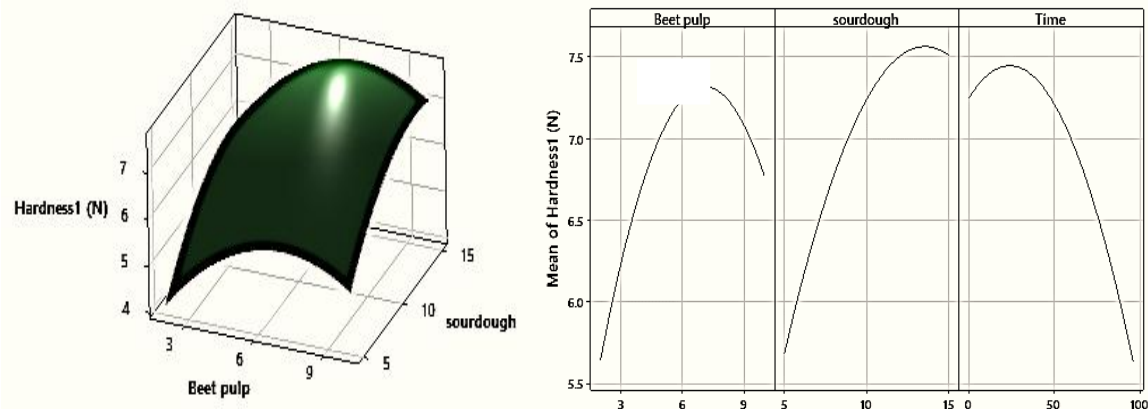 7
6
5
4
Hardness1 (N)
3
6
9
Beet pulp
15
10
5
sourdough
Beet pulp sourdough Time
Mean of Hardness1 (N)
7.5
7.0
6.5
6.0
5.5
3 6 9 5 10 15 0 50 100